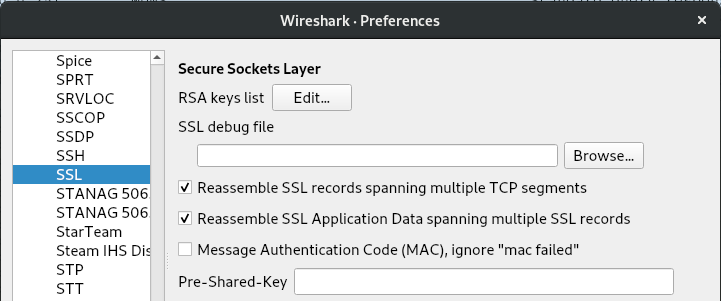 Wireshark · Preferences
Spice
SPRT
SRVLOC
SSCOP
SSDP
SSH
SSL
STANAG 506
STANAG 506
StarTeam
Steam IHS Dis
STP
STT
Secure Sockets Layer
RSA keys list Edit...
SSL debug file
Browse...
Reassemble SSL records spanning multiple TCP segments
Reassemble SSL Application Data spanning multiple SSL records
Message Authentication Code (MAC), ignore "mac failed"
Pre-Shared-Key